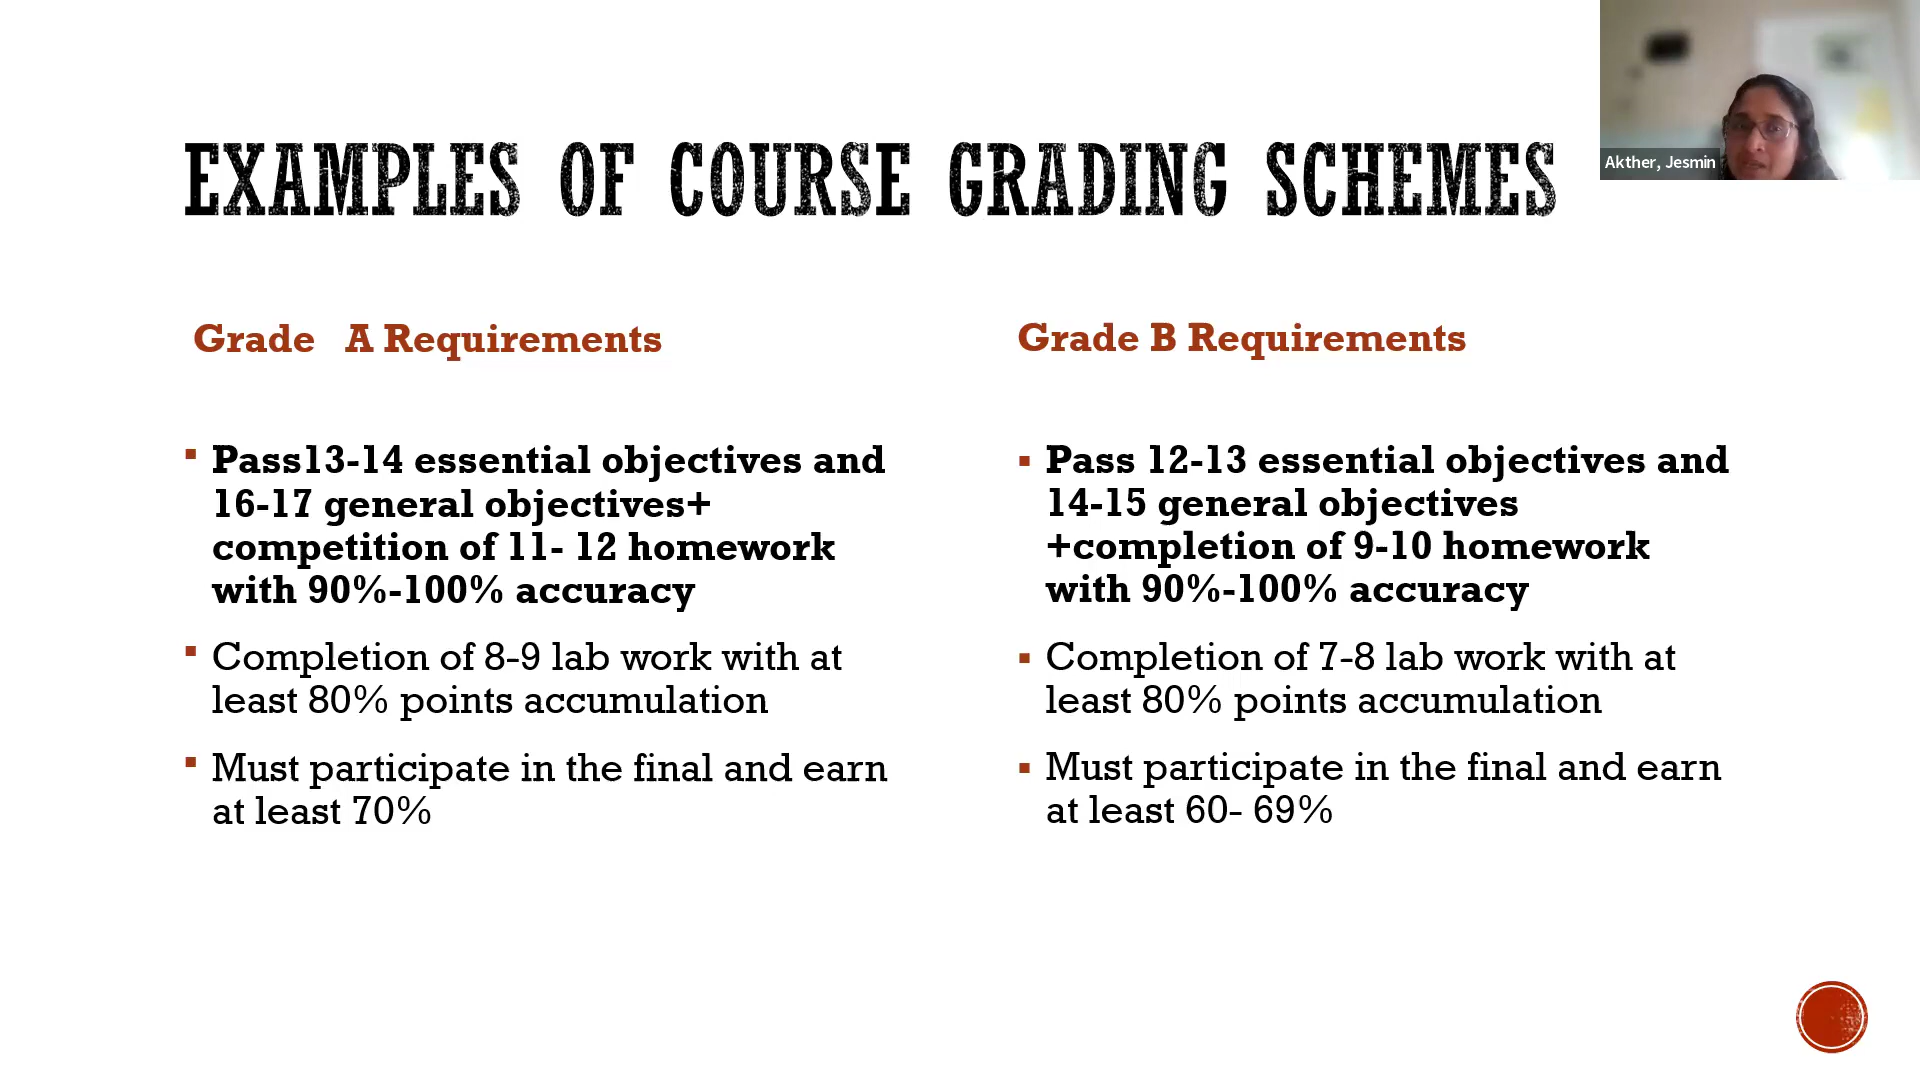 EXAMPLES OF COURSE GRADING SCHEMES
Akther, Jesmin
Grade A Requirements
Pass13-14 essential objectives and
16-17 general objectives+
competition of 11- 12 homework
with 90%-100% accuracy
Completion of 8-9 lab work with at
least 80% points accumulation
Must participate in the final and earn
at least 70%
Grade B Requirements
Pass 12-13 essential objectives and
14-15 general objectives
+completion of 9-10 homework
with 90%-100% accuracy
Completion of 7-8 lab work with at
least 80% points accumulation
Must participate in the final and earn
at least 60- 69%